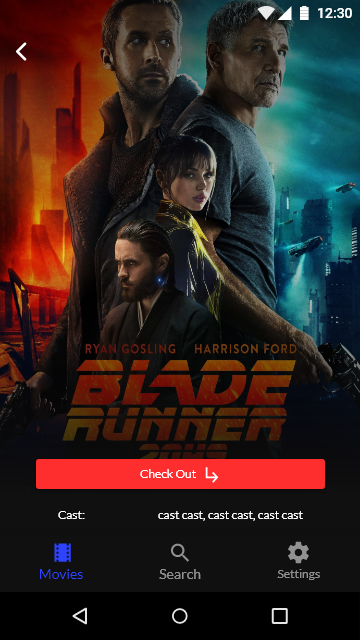 12:30
RYAN GOSLING HARRISON FORD
BLADE
RUNNER
2049
Check Out
Cast: cast cast, cast cast, cast cast
Movies Search Settings